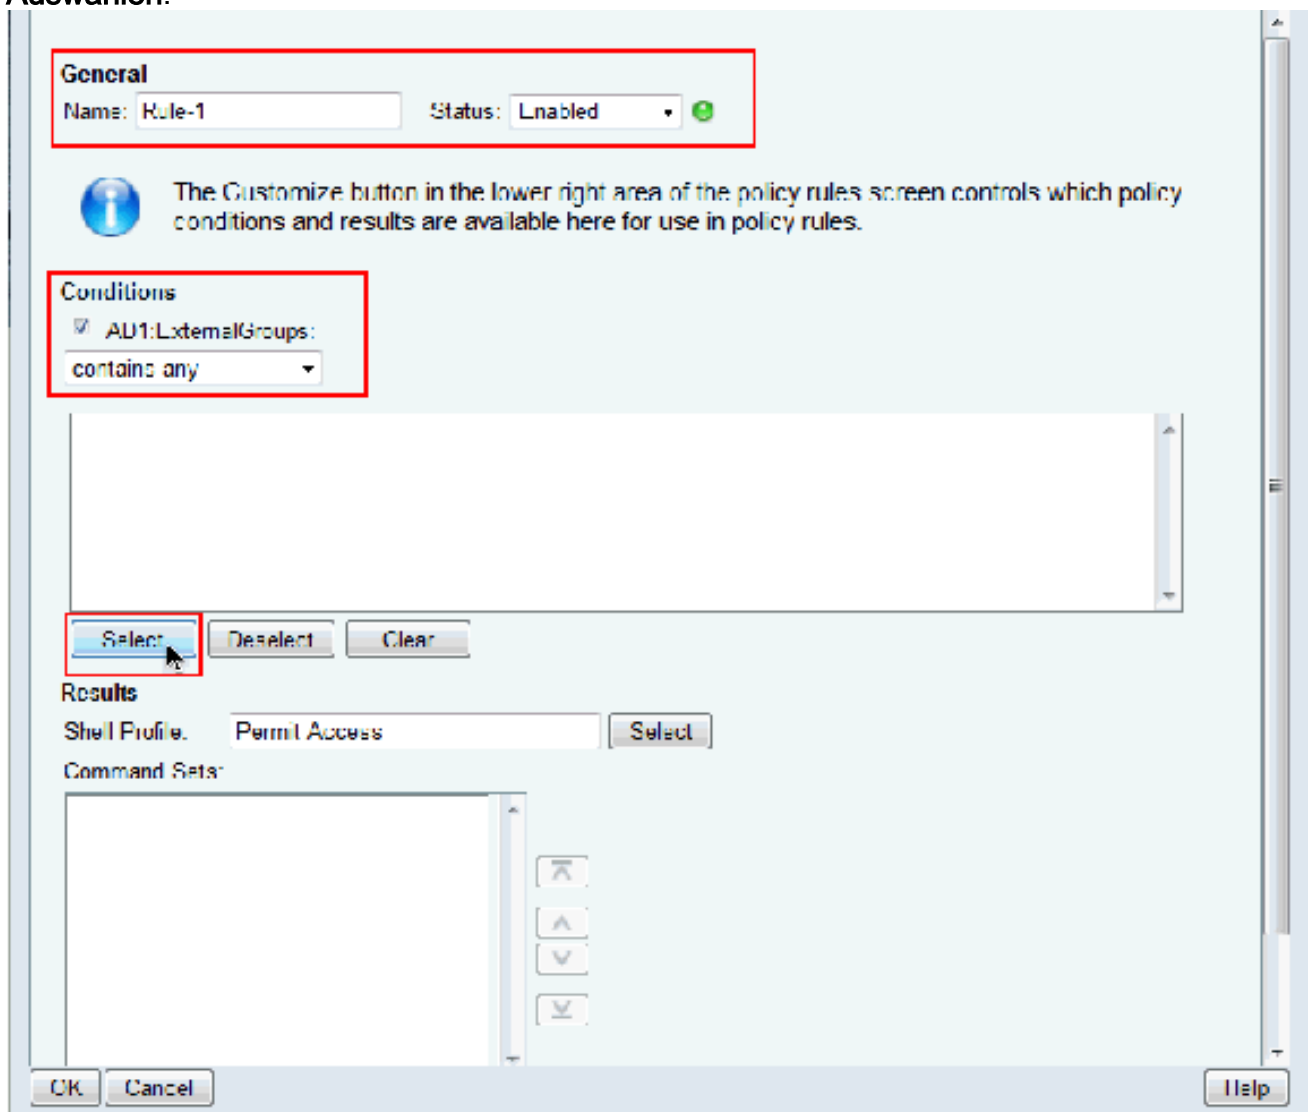 General
Name: Rule-1 Status: Enabled
The Customize button in the lower right area of the policy rules screen controls which policy
conditions and results are available here for use in policy rules.
Conditions
AD1:ExternalGroups:
contains any
Select Deselect Clear
Results
Shell Profile: Permit Access Select
Command Sets:
OK Cancel Help